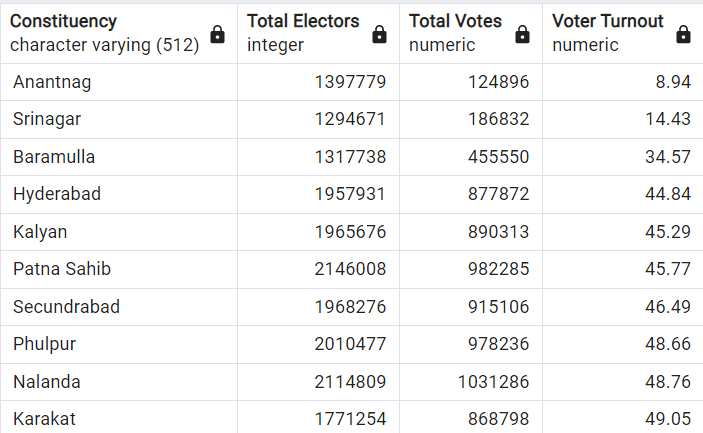 Constituency Total Electors Total Votes Voter Turnout
character varying (512) integer numeric numeric
Anantnag 1397779 124896 8.94
Srinagar 1294671 186832 14.43
Baramulla 1317738 455550 34.57
Hyderabad 1957931 877872 44.84
Kalyan 1965676 890313 45.29
Patna Sahib 2146008 982285 45.77
Secundrabad 1968276 915106 46.49
Phulpur 2010477 978236 48.66
Nalanda 2114809 1031286 48.76
Karakat 1771254 868798 49.05